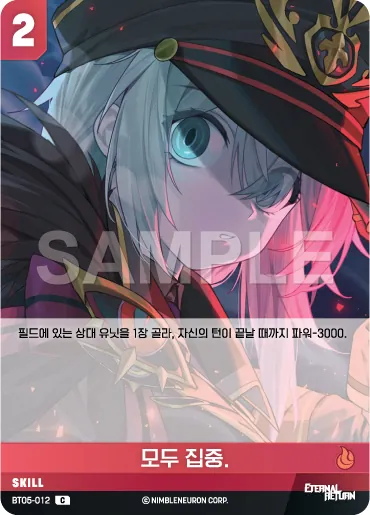 2
SAMPLE
필드에 있는 상대 유닛을 1장 골라, 자신의 턴이 끝날 때까지 파워-3000.
모두 집중.
SKILL
BT05-012 C ⓒ NIMBLENEURON CORP. ETERNAL RETURN